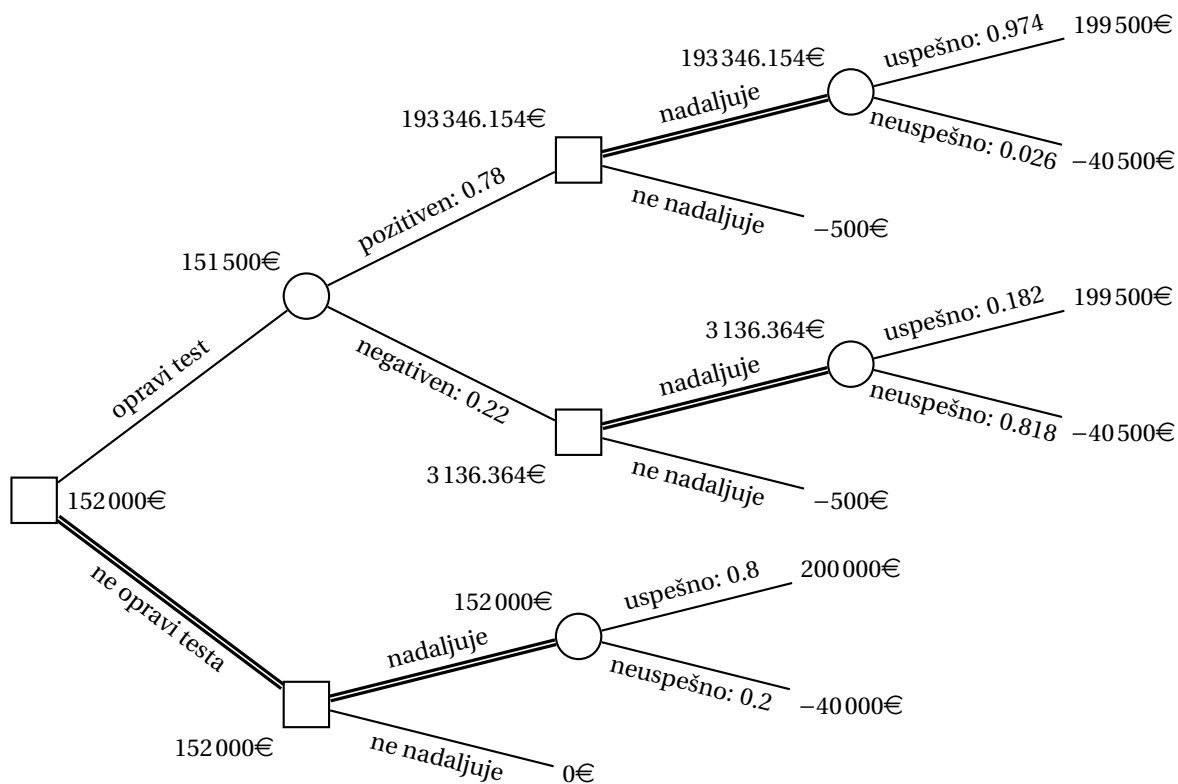 199 500€
uspešno: 0.974
193 346.154€
nadaljuje
neuspešno: 0.026
−40 500€
193 346.154€
ne nadaljuje
−500€
pozitiven: 0.78
151 500€
199 500€
uspešno: 0.182
3 136.364€
nadaljuje
neuspešno: 0.818
−40 500€
negativen: 0.22
ne nadaljuje
3 136.364€
−500€
opravi test
152 000€
ne opravi testa
200 000€
uspešno: 0.8
152 000€
nadaljuje
neuspešno: 0.2
−40 000€
152 000€
ne nadaljuje
0€